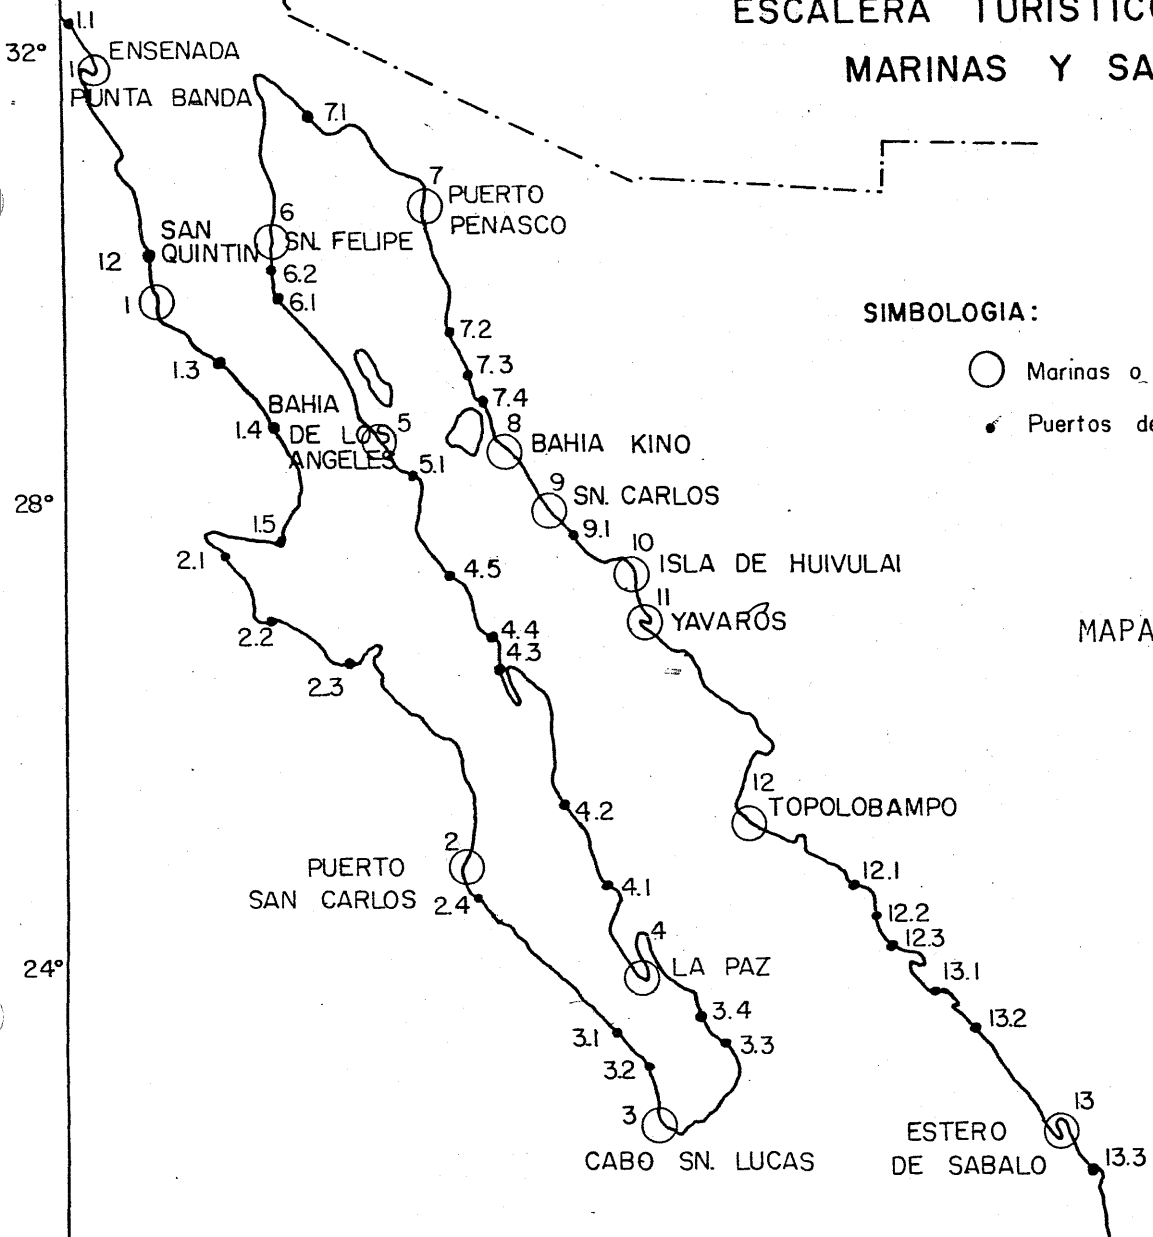 ESCALERA TURISTICO
MARINAS Y SA
32°
1.1
ENSENADA
1
PUNTA BANDA
7.1
7
PUERTO
PENASCO
6
SN. FELIPE
SAN
QUINTIN
1.2
6.2
6.1
1
SIMBOLOGIA:
Marinas o
Puertos de
7.2
1.3
7.3
7.4
BAHIA
DE LOS
ANGELES
5
1.4
8
BAHIA KINO
5.1
28°
9
SN. CARLOS
9.1
1.5
10
ISLA DE HUIVULAI
2.1
4.5
11
YAVAROS
MAPA
2.2
4.4
4.3
2.3
12
TOPOLOBAMPO
4.2
2
PUERTO
SAN CARLOS
12.1
4.1
2.4
12.2
12.3
4
LA PAZ
24°
13.1
3.4
13.2
3.1
3.3
3.2
3
CABO SN. LUCAS
13
ESTERO
DE SABALO
13.3